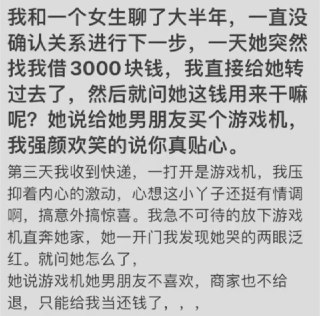 我和一个女生聊了大半年，一直没
确认关系进行下一步，一天她突然
找我借3000块钱，我直接给她转
过去了，然后就问她这钱用来干嘛
呢？她说给她男朋友买个游戏机，
我强颜欢笑的说你真贴心。
第三天我收到快递，一打开是游戏机，我压
抑着内心的激动，心想这小丫子还挺有情调
啊，搞意外搞惊喜。我急不可待的放下游戏
机直奔她家，她一开门我发现她哭的两眼泛
红。就问她怎么了，
她说游戏机她男朋友不喜欢，商家也不给
退，只能给我当还钱了，，，